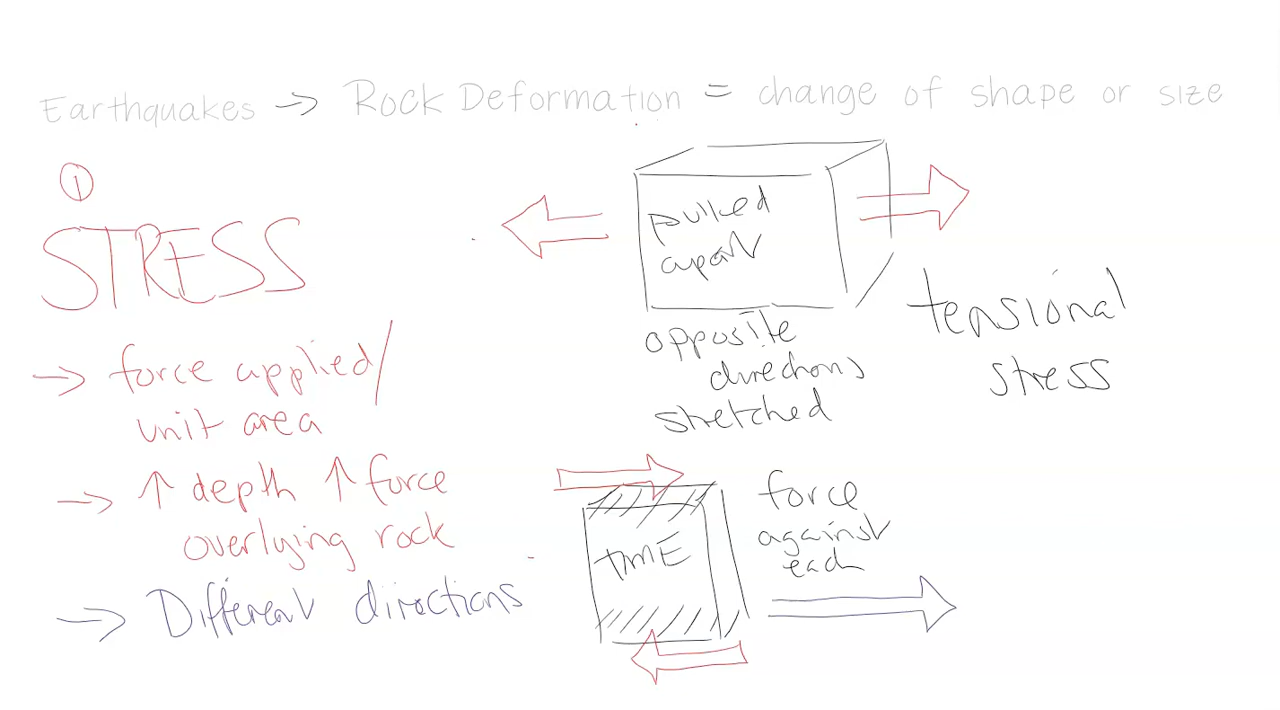 Earthquakes → Rock Deformation = change of shape or size
①
STRESS
→ force applied/
unit area
→ ↑ depth ↑ force
overlying rock
→ Different directions
pulled
apart
opposite
directions
stretched
tensional
stress
TIME
force
against
each